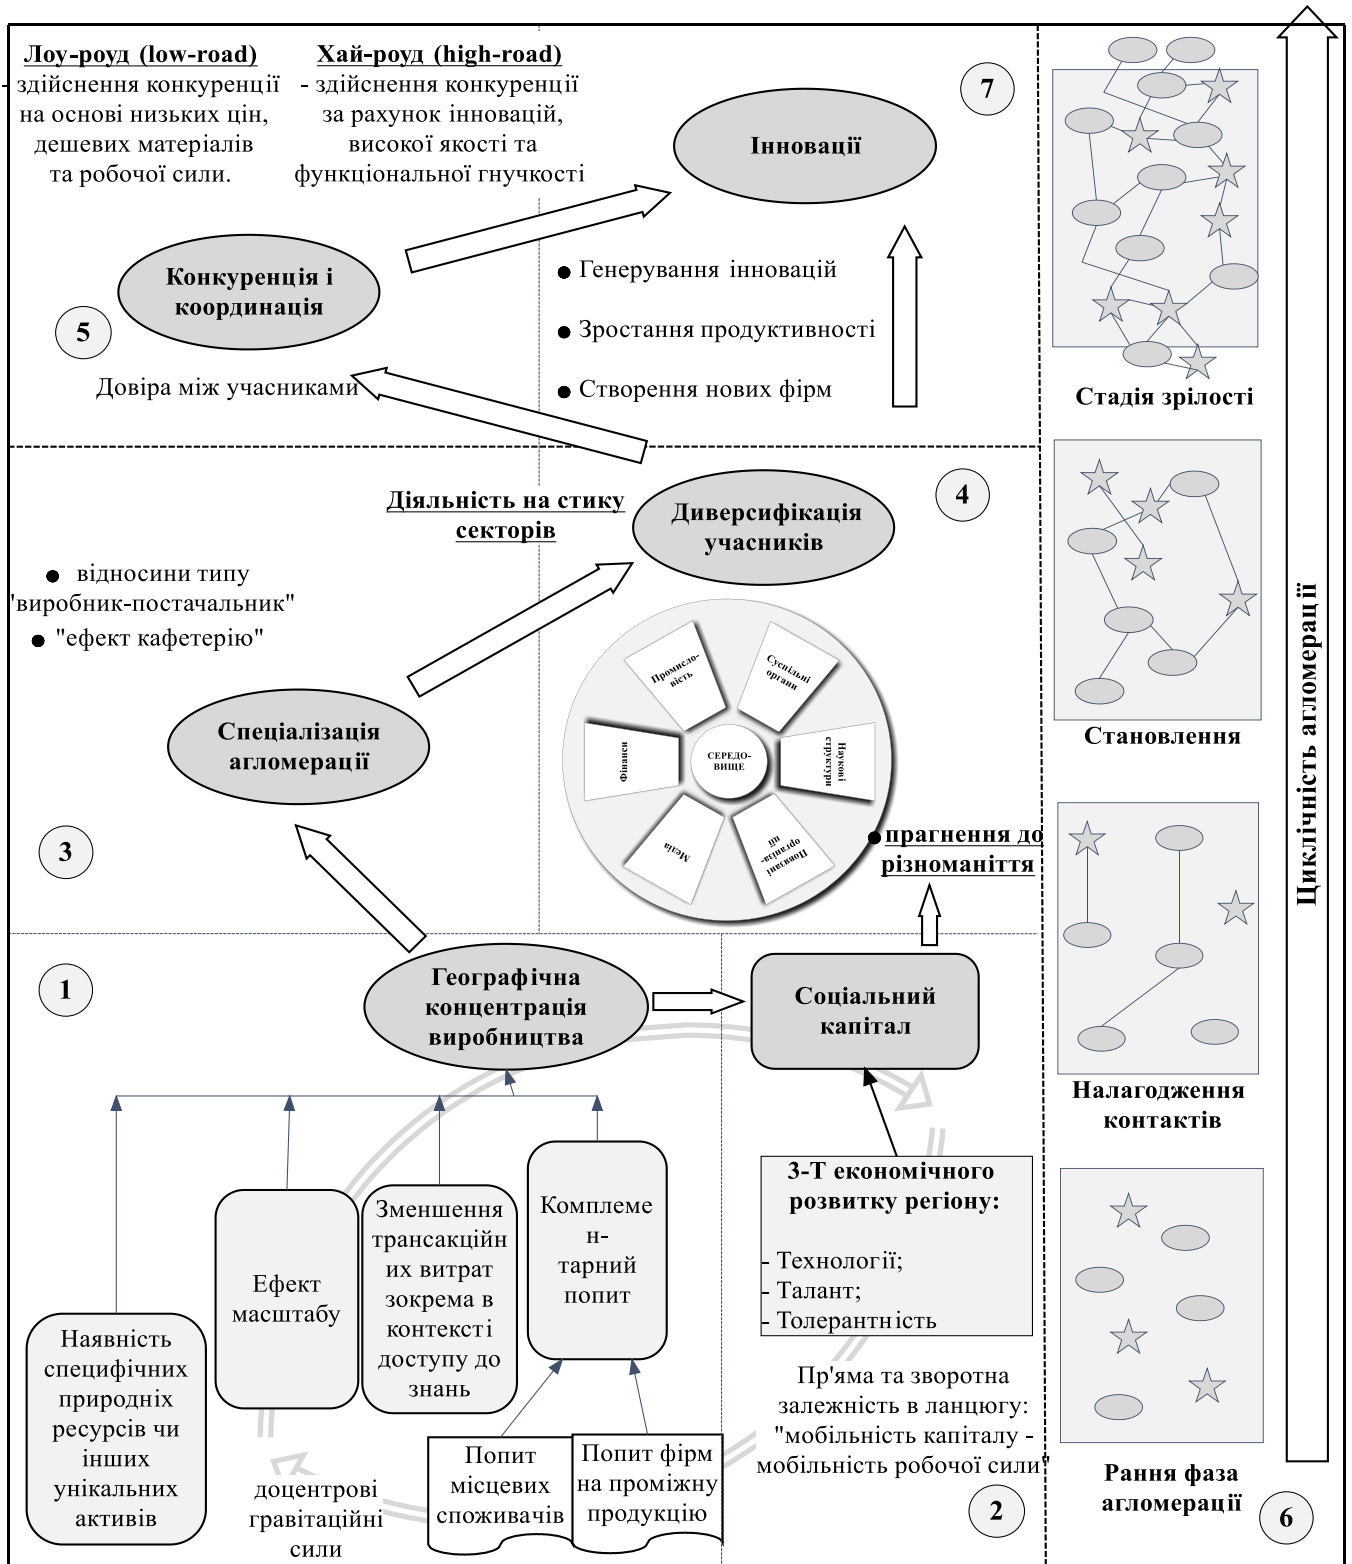 Лоу-роуд (low-road)
- здійснення конкуренції
на основі низьких цін,
дешевих матеріалів
та робочої сили.
Хай-роуд (high-road)
- здійснення конкуренції
за рахунок інновацій,
високої якості та
функціональної гнучкості
7
Інновації
Конкуренція і
координація
5
Довіра між учасниками
● Генерування інновацій
● Зростання продуктивності
● Створення нових фірм
Діяльність на стику
секторів
4
Диверсифікація
учасників
● відносини типу
"виробник-постачальник"
● "ефект кафетерію"
Спеціалізація
агломерації
3
Промисло-
вість
Суспільні
органи
Фінанси
СЕРЕДО-
ВИЩЕ
Наукові
структури
Медіа
Повязані
організа-
ції
● прагнення до
різноманіття
1
Географічна
концентрація
виробництва
Соціальний
капітал
3-Т економічного
розвитку регіону:
- Технології;
- Талант;
- Толерантність
Наявність
специфічних
природніх
ресурсів чи
інших
унікальних
активів
Ефект
масштабу
Зменшення
трансакційн
их витрат
зокрема в
контексті
доступу до
знань
Комплеме
н-
тарний
попит
Попит
місцевих
споживачів
Попит фірм
на проміжну
продукцію
доцентрові
гравітаційні
сили
Пр'яма та зворотна
залежність в ланцюгу:
"мобільність капіталу -
мобільність робочої сили"
2
Стадія зрілості
Становлення
Налагодження
контактів
Рання фаза
агломерації
6
Циклічність агломерації